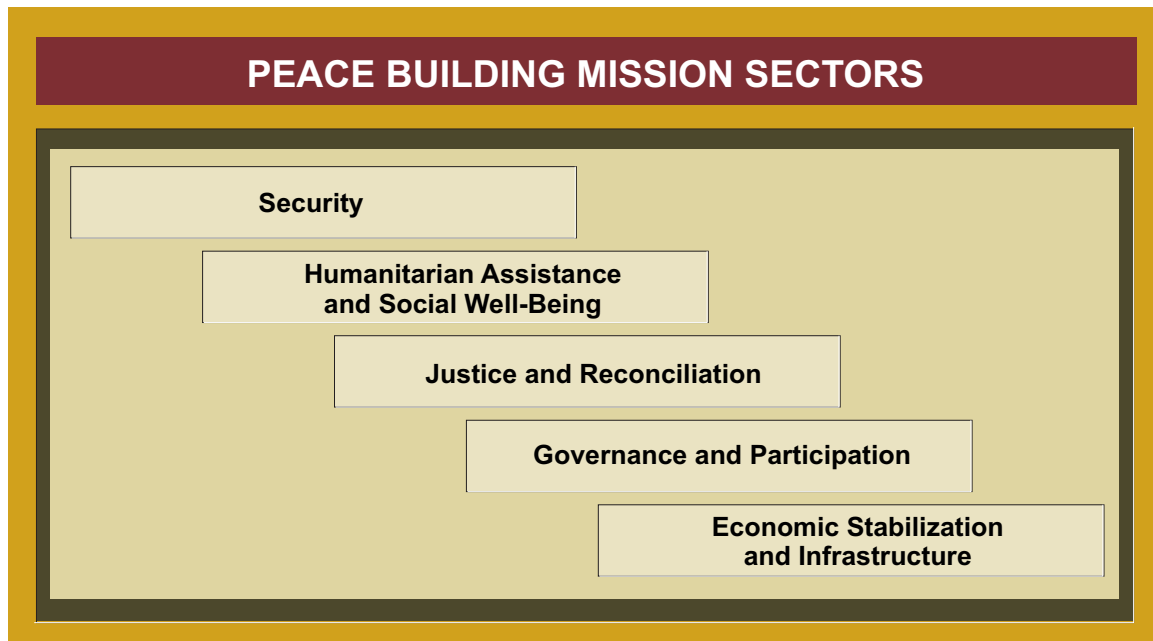 PEACE BUILDING MISSION SECTORS
Security
Humanitarian Assistance
and Social Well-Being
Justice and Reconciliation
Governance and Participation
Economic Stabilization
and Infrastructure